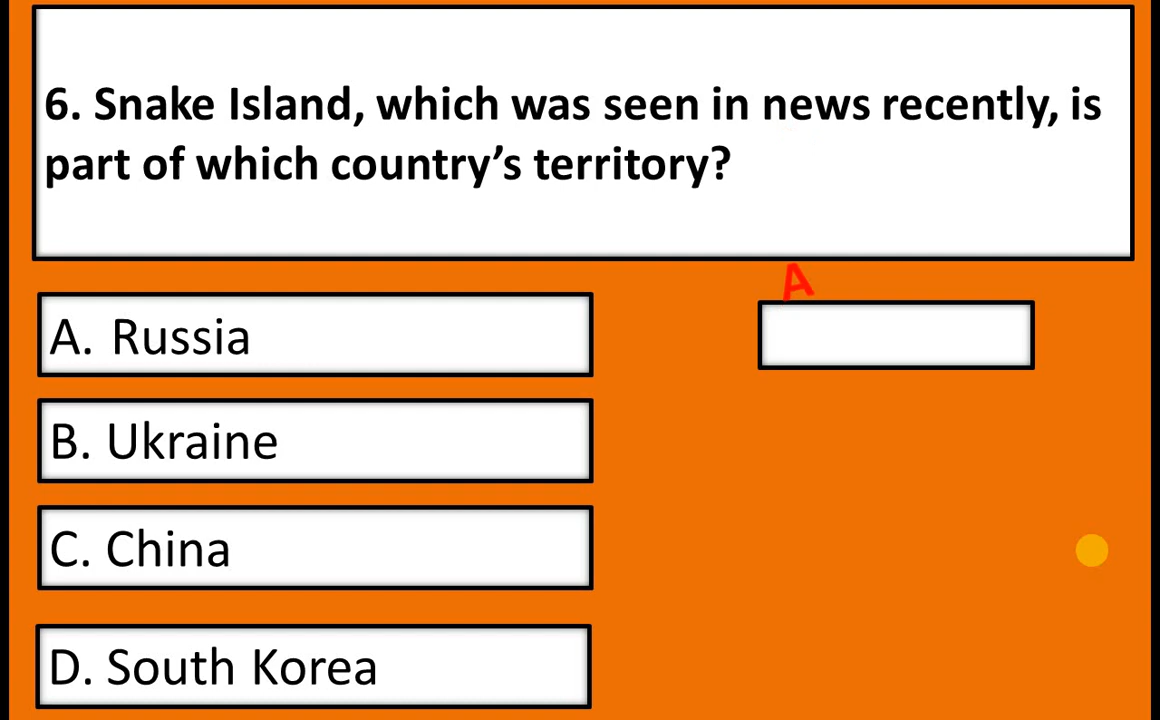 6. Snake Island, which was seen in news recently, is
part of which country’s territory?
A
A. Russia
B. Ukraine
C. China
D. South Korea